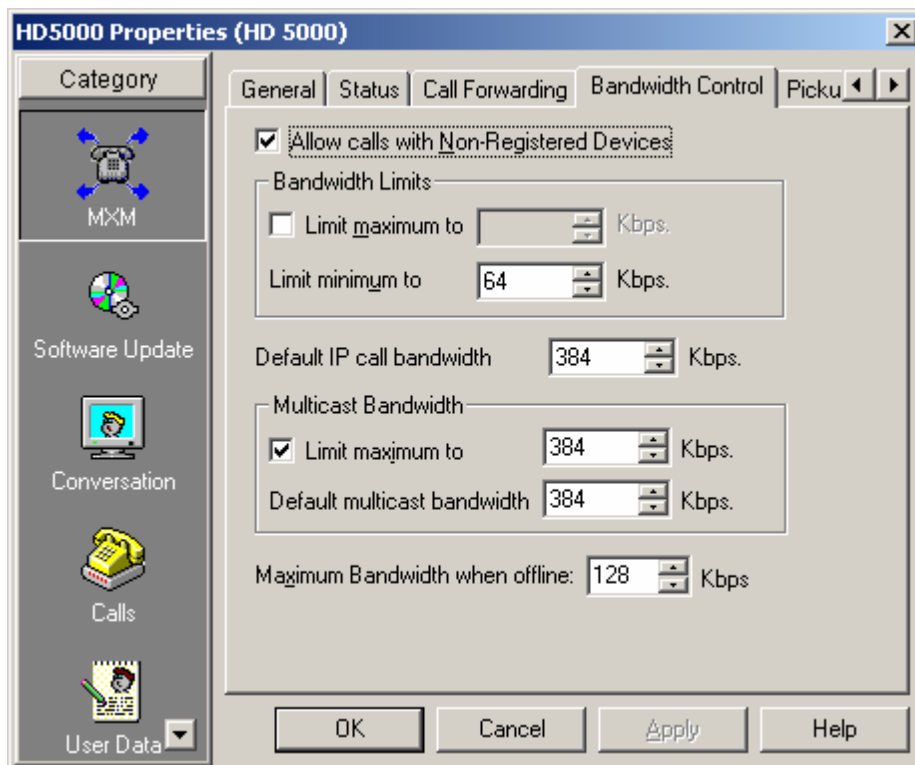 HD5000 Properties (HD 5000)
Category
MXM
Software Update
Conversation
Calls
User Data
General Status Call Forwarding Bandwidth Control Picku
Allow calls with Non-Registered Devices
Bandwidth Limits
Limit maximum to Kbps.
Limit minimum to 64 Kbps.
Default IP call bandwidth 384 Kbps.
Multicast Bandwidth
Limit maximum to 384 Kbps.
Default multicast bandwidth 384 Kbps.
Maximum Bandwidth when offline: 128 Kbps
OK Cancel Apply Help